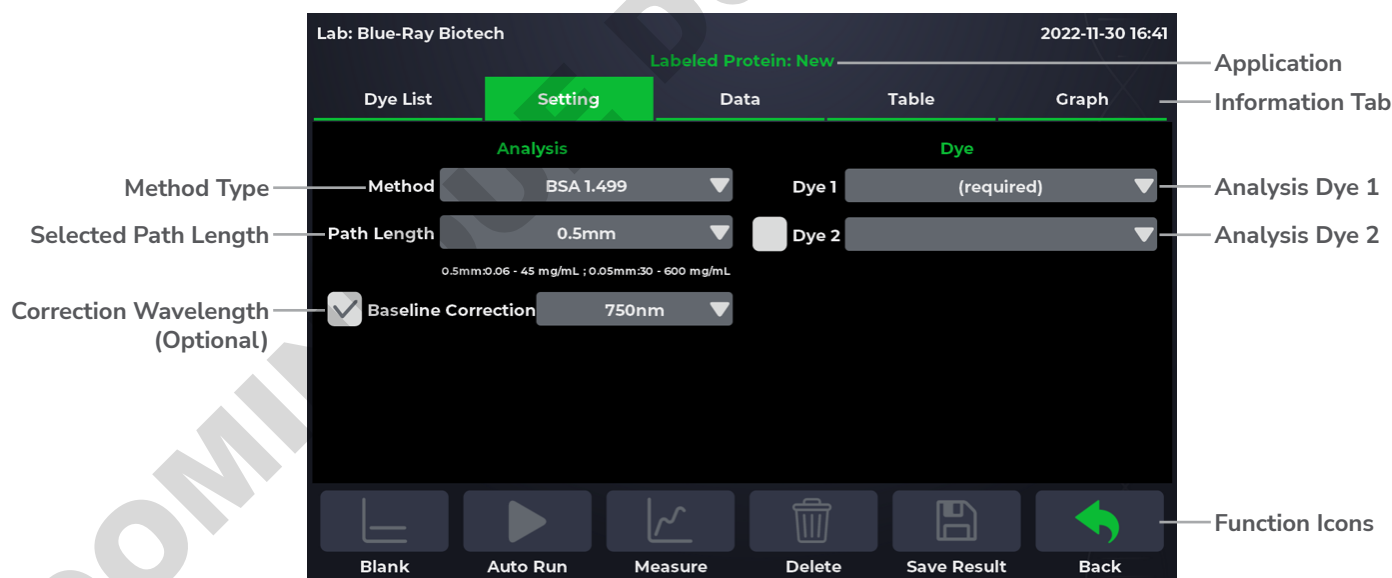 Lab: Blue-Ray Biotech 2022-11-30 16:41
Labeled Protein: New
Application
Dye List Setting Data Table Graph
Information Tab
Analysis Dye
Method Type
Method BSA 1.499 Dye 1 (required)
Analysis Dye 1
Selected Path Length
Path Length 0.5mm Dye 2
Analysis Dye 2
0.5mm:0.06 - 45 mg/mL ; 0.05mm:30 - 600 mg/mL
Correction Wavelength
(Optional)
Baseline Correction 750nm
Function Icons
Blank Auto Run Measure Delete Save Result Back